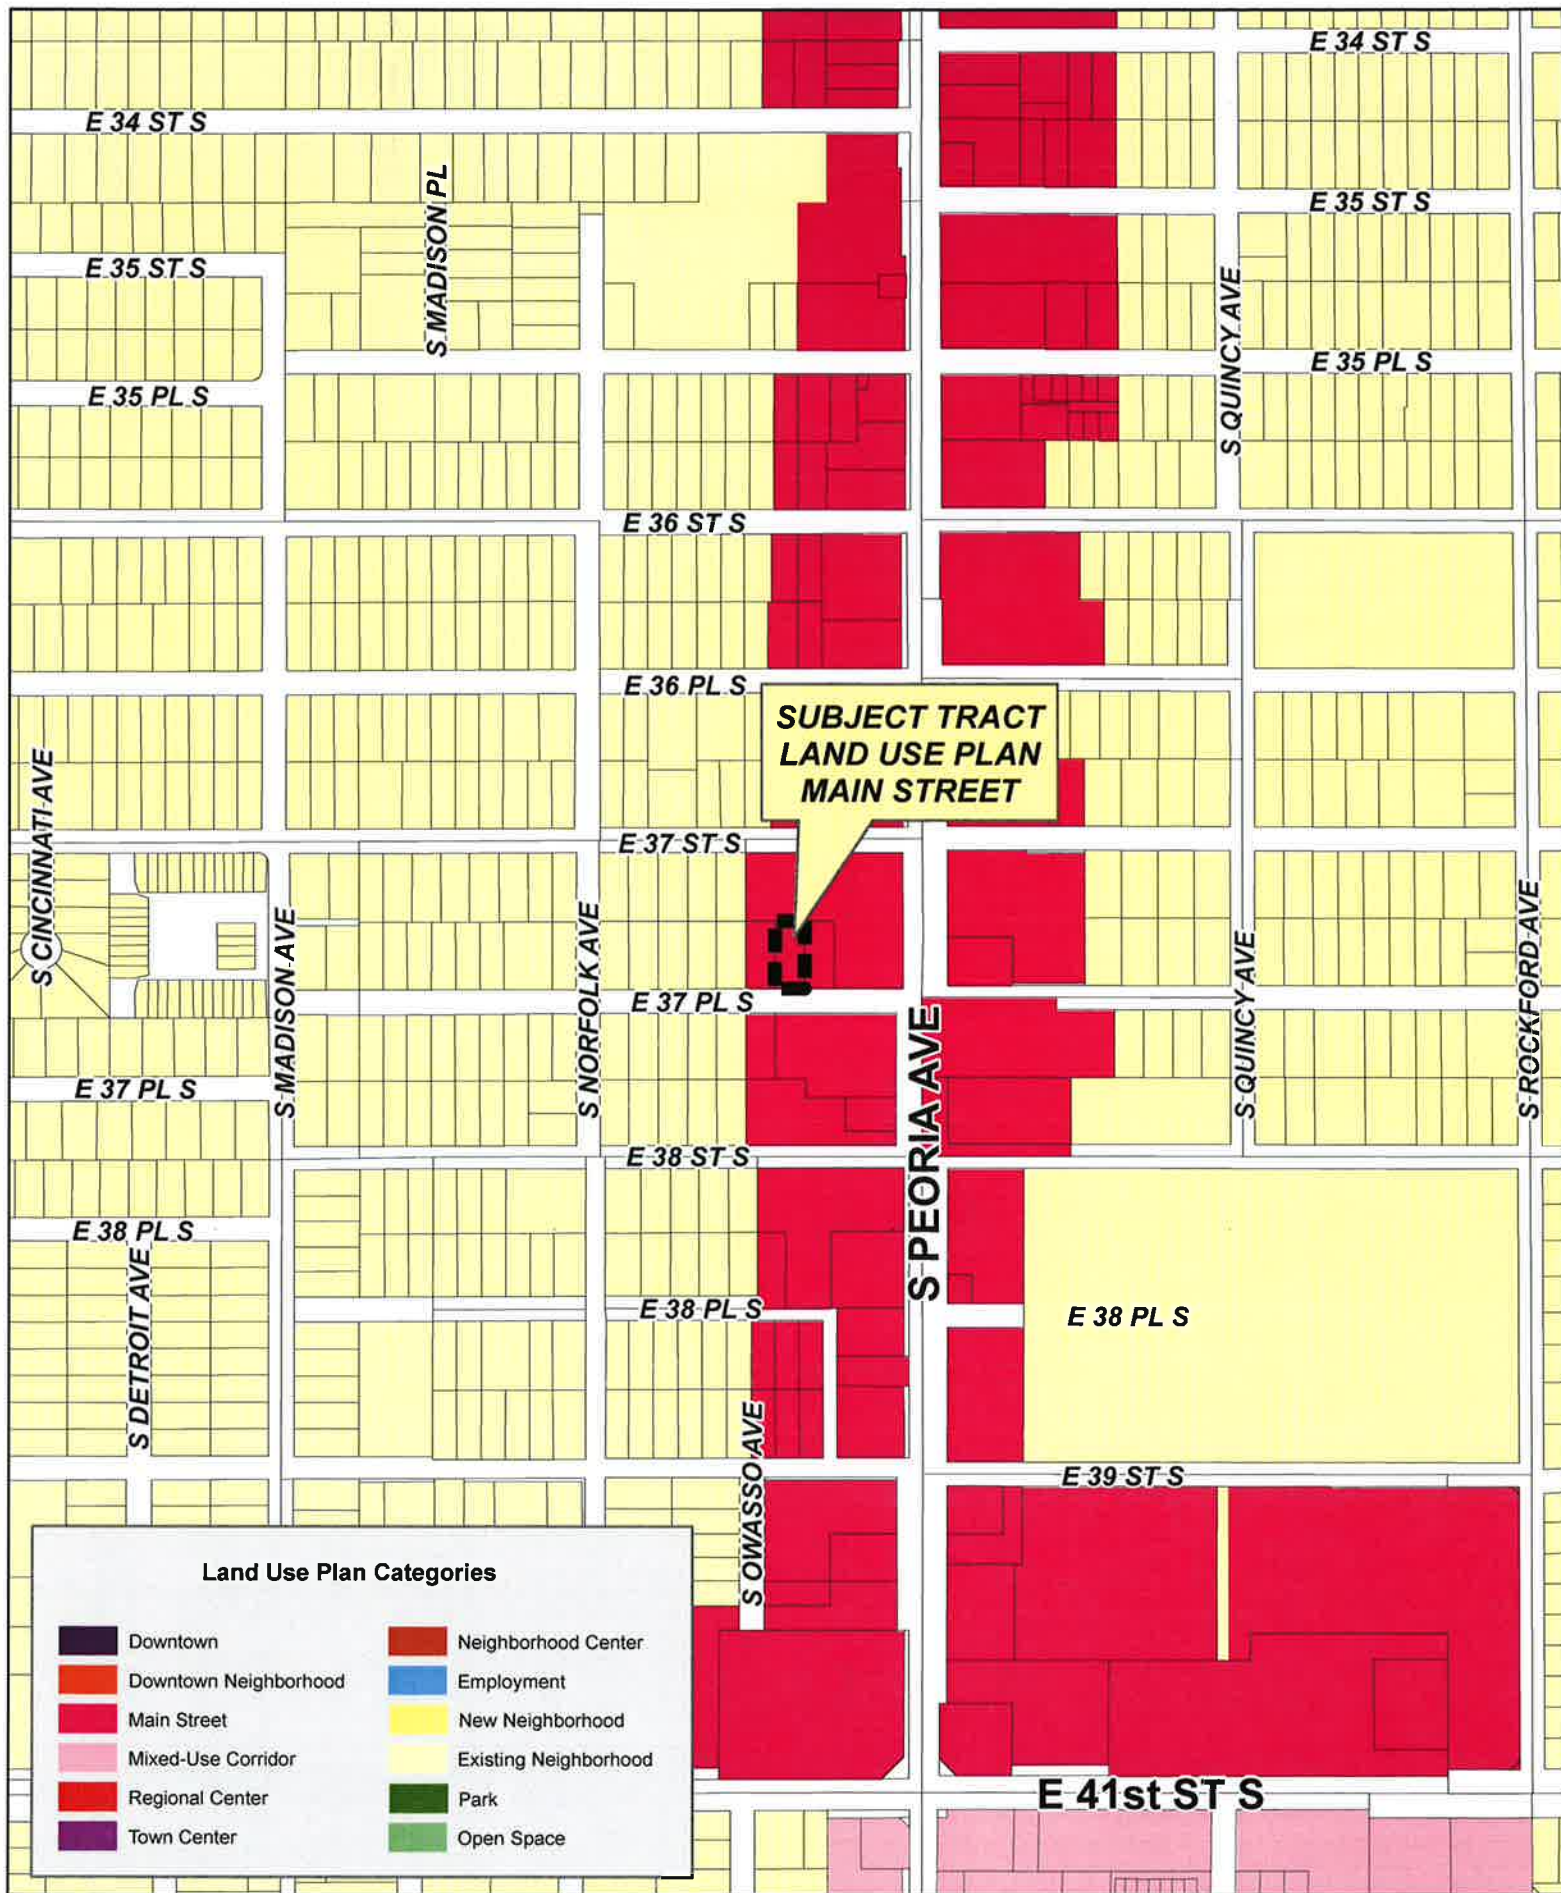 E 34 ST S
E 34 ST S
S MADISON PL
E 35 ST S
E 35 ST S
S QUINCY AVE
E 35 PL S
E 35 PL S
E 36 ST S
E 36 PL S
SUBJECT TRACT
LAND USE PLAN
MAIN STREET
S CINCINNATI AVE
E 37 ST S
S MADISON AVE
S NORFOLK AVE
E 37 PL S
S PEORIA AVE
S QUINCY AVE
S ROCKFORD AVE
E 37 PL S
E 38 ST S
E 38 PL S
S DETROIT AVE
E 38 PL S
E 38 PL S
S OWASSO AVE
E 39 ST S
Land Use Plan Categories
Downtown
Downtown Neighborhood
Main Street
Mixed-Use Corridor
Regional Center
Town Center
Neighborhood Center
Employment
New Neighborhood
Existing Neighborhood
Park
Open Space
E 41st ST S